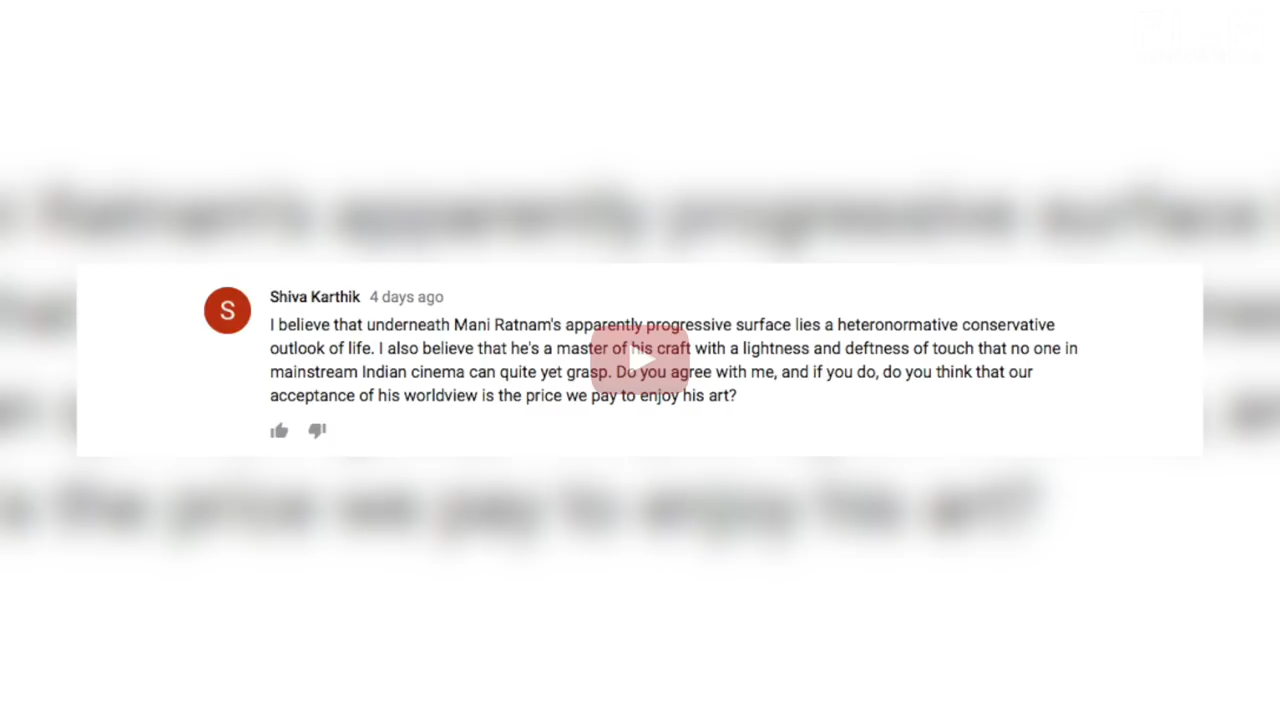 S
Shiva Karthik 4 days ago
I believe that underneath Mani Ratnam's apparently progressive surface lies a heteronormative conservative
outlook of life. I also believe that he's a master of his craft with a lightness and deftness of touch that no one in
mainstream Indian cinema can quite yet grasp. Do you agree with me, and if you do, do you think that our
acceptance of his worldview is the price we pay to enjoy his art?